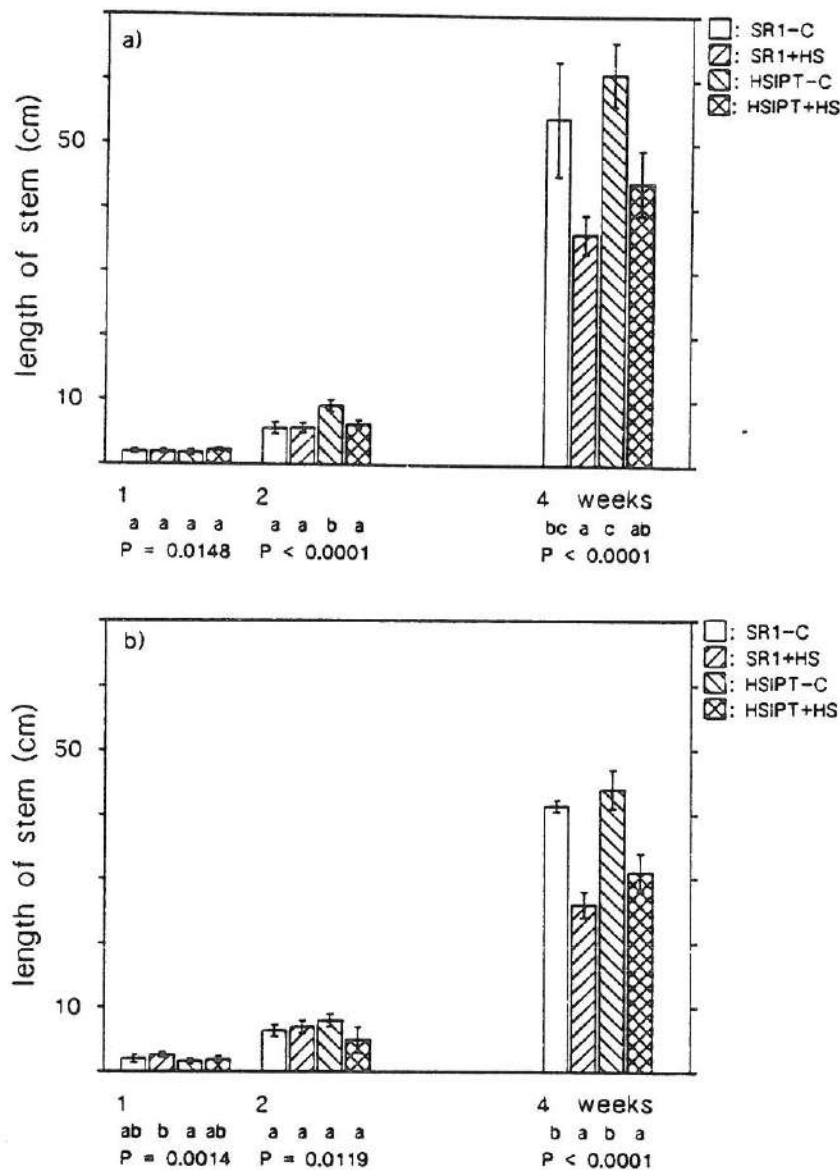 a)
: SR1-C
: SR1+HS
: HSIPT-C
: HSIPT+HS
length of stem (cm)
50
10
1 2 4 weeks
a a a a a a b a bc a c ab
P = 0.0148 P < 0.0001 P < 0.0001
b)
: SR1-C
: SR1+HS
: HSIPT-C
: HSIPT+HS
length of stem (cm)
50
10
1 2 4 weeks
ab b a ab a a a a b a b a
P = 0.0014 P = 0.0119 P < 0.0001